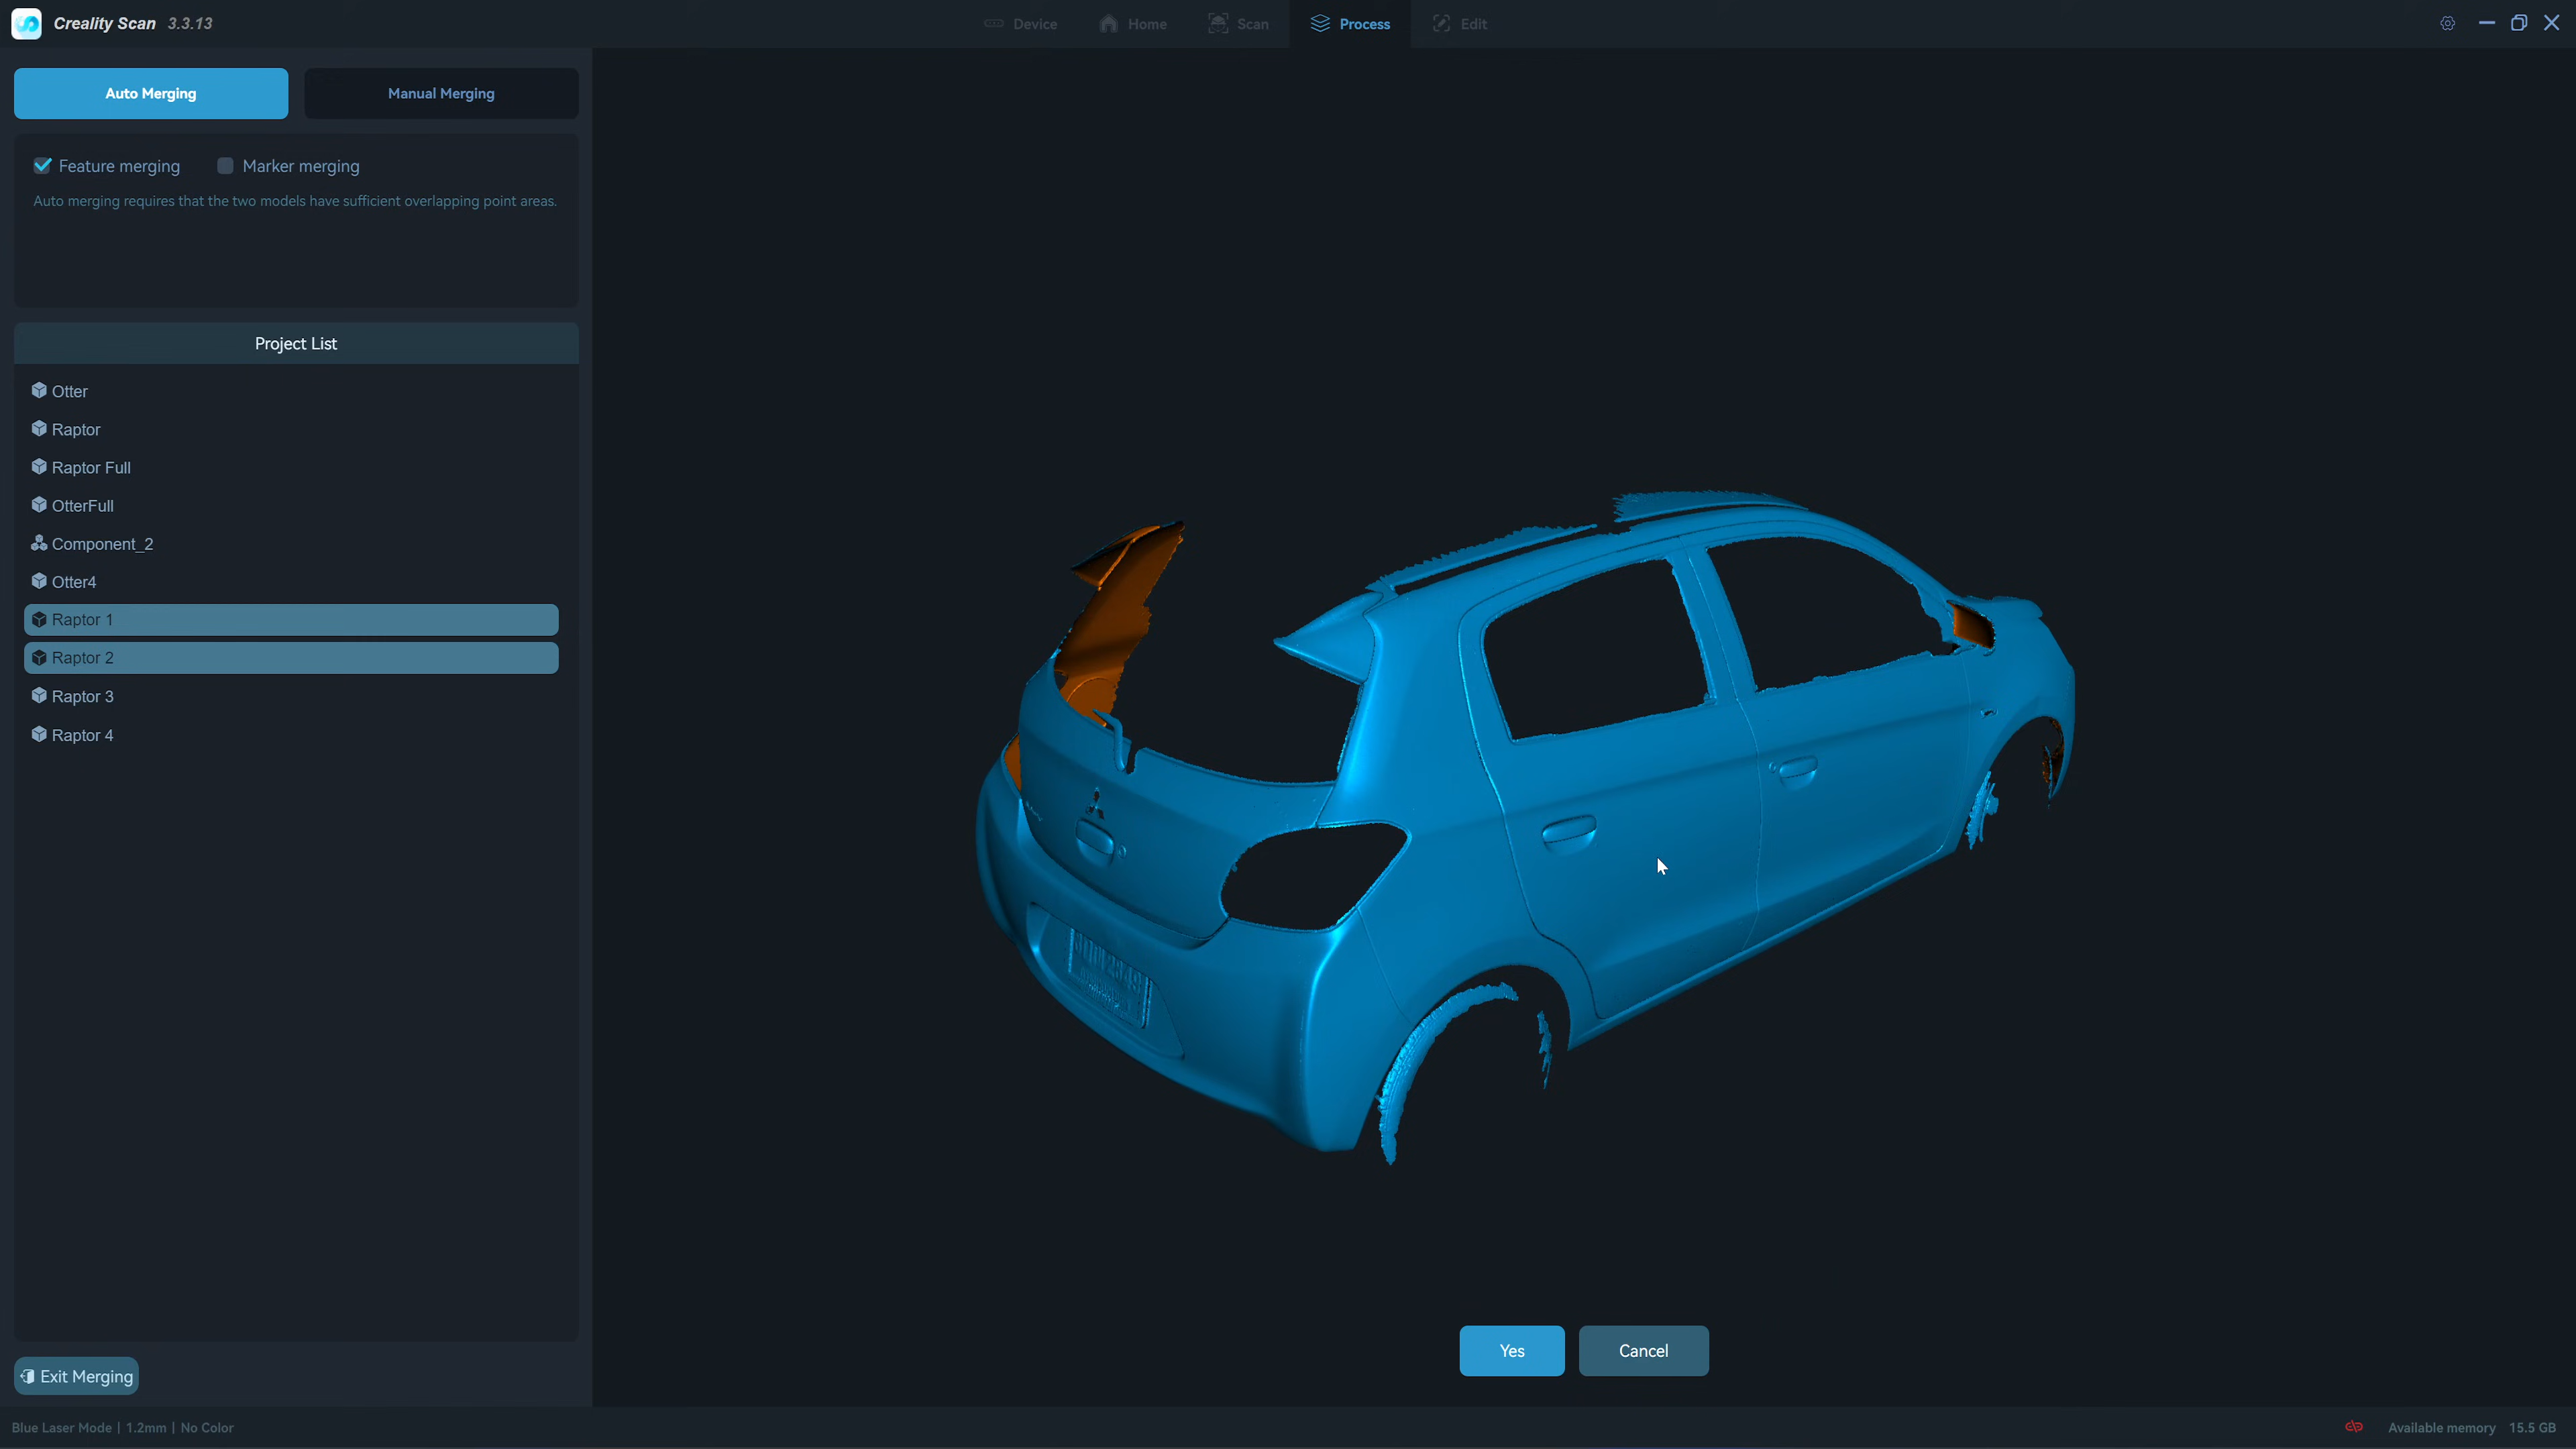 Creality Scan 3.3.13
Device
Home
Scan
Process
Edit
Auto Merging
Manual Merging
Feature merging
Marker merging
Auto merging requires that the two models have sufficient overlapping point areas.
Project List
Otter
Raptor
Raptor Full
OtterFull
Component_2
Otter4
Raptor 1
Raptor 2
Raptor 3
Raptor 4
Yes
Cancel
Exit Merging
Blue Laser Mode | 1.2mm | No Color
Available memory 15.5 GB